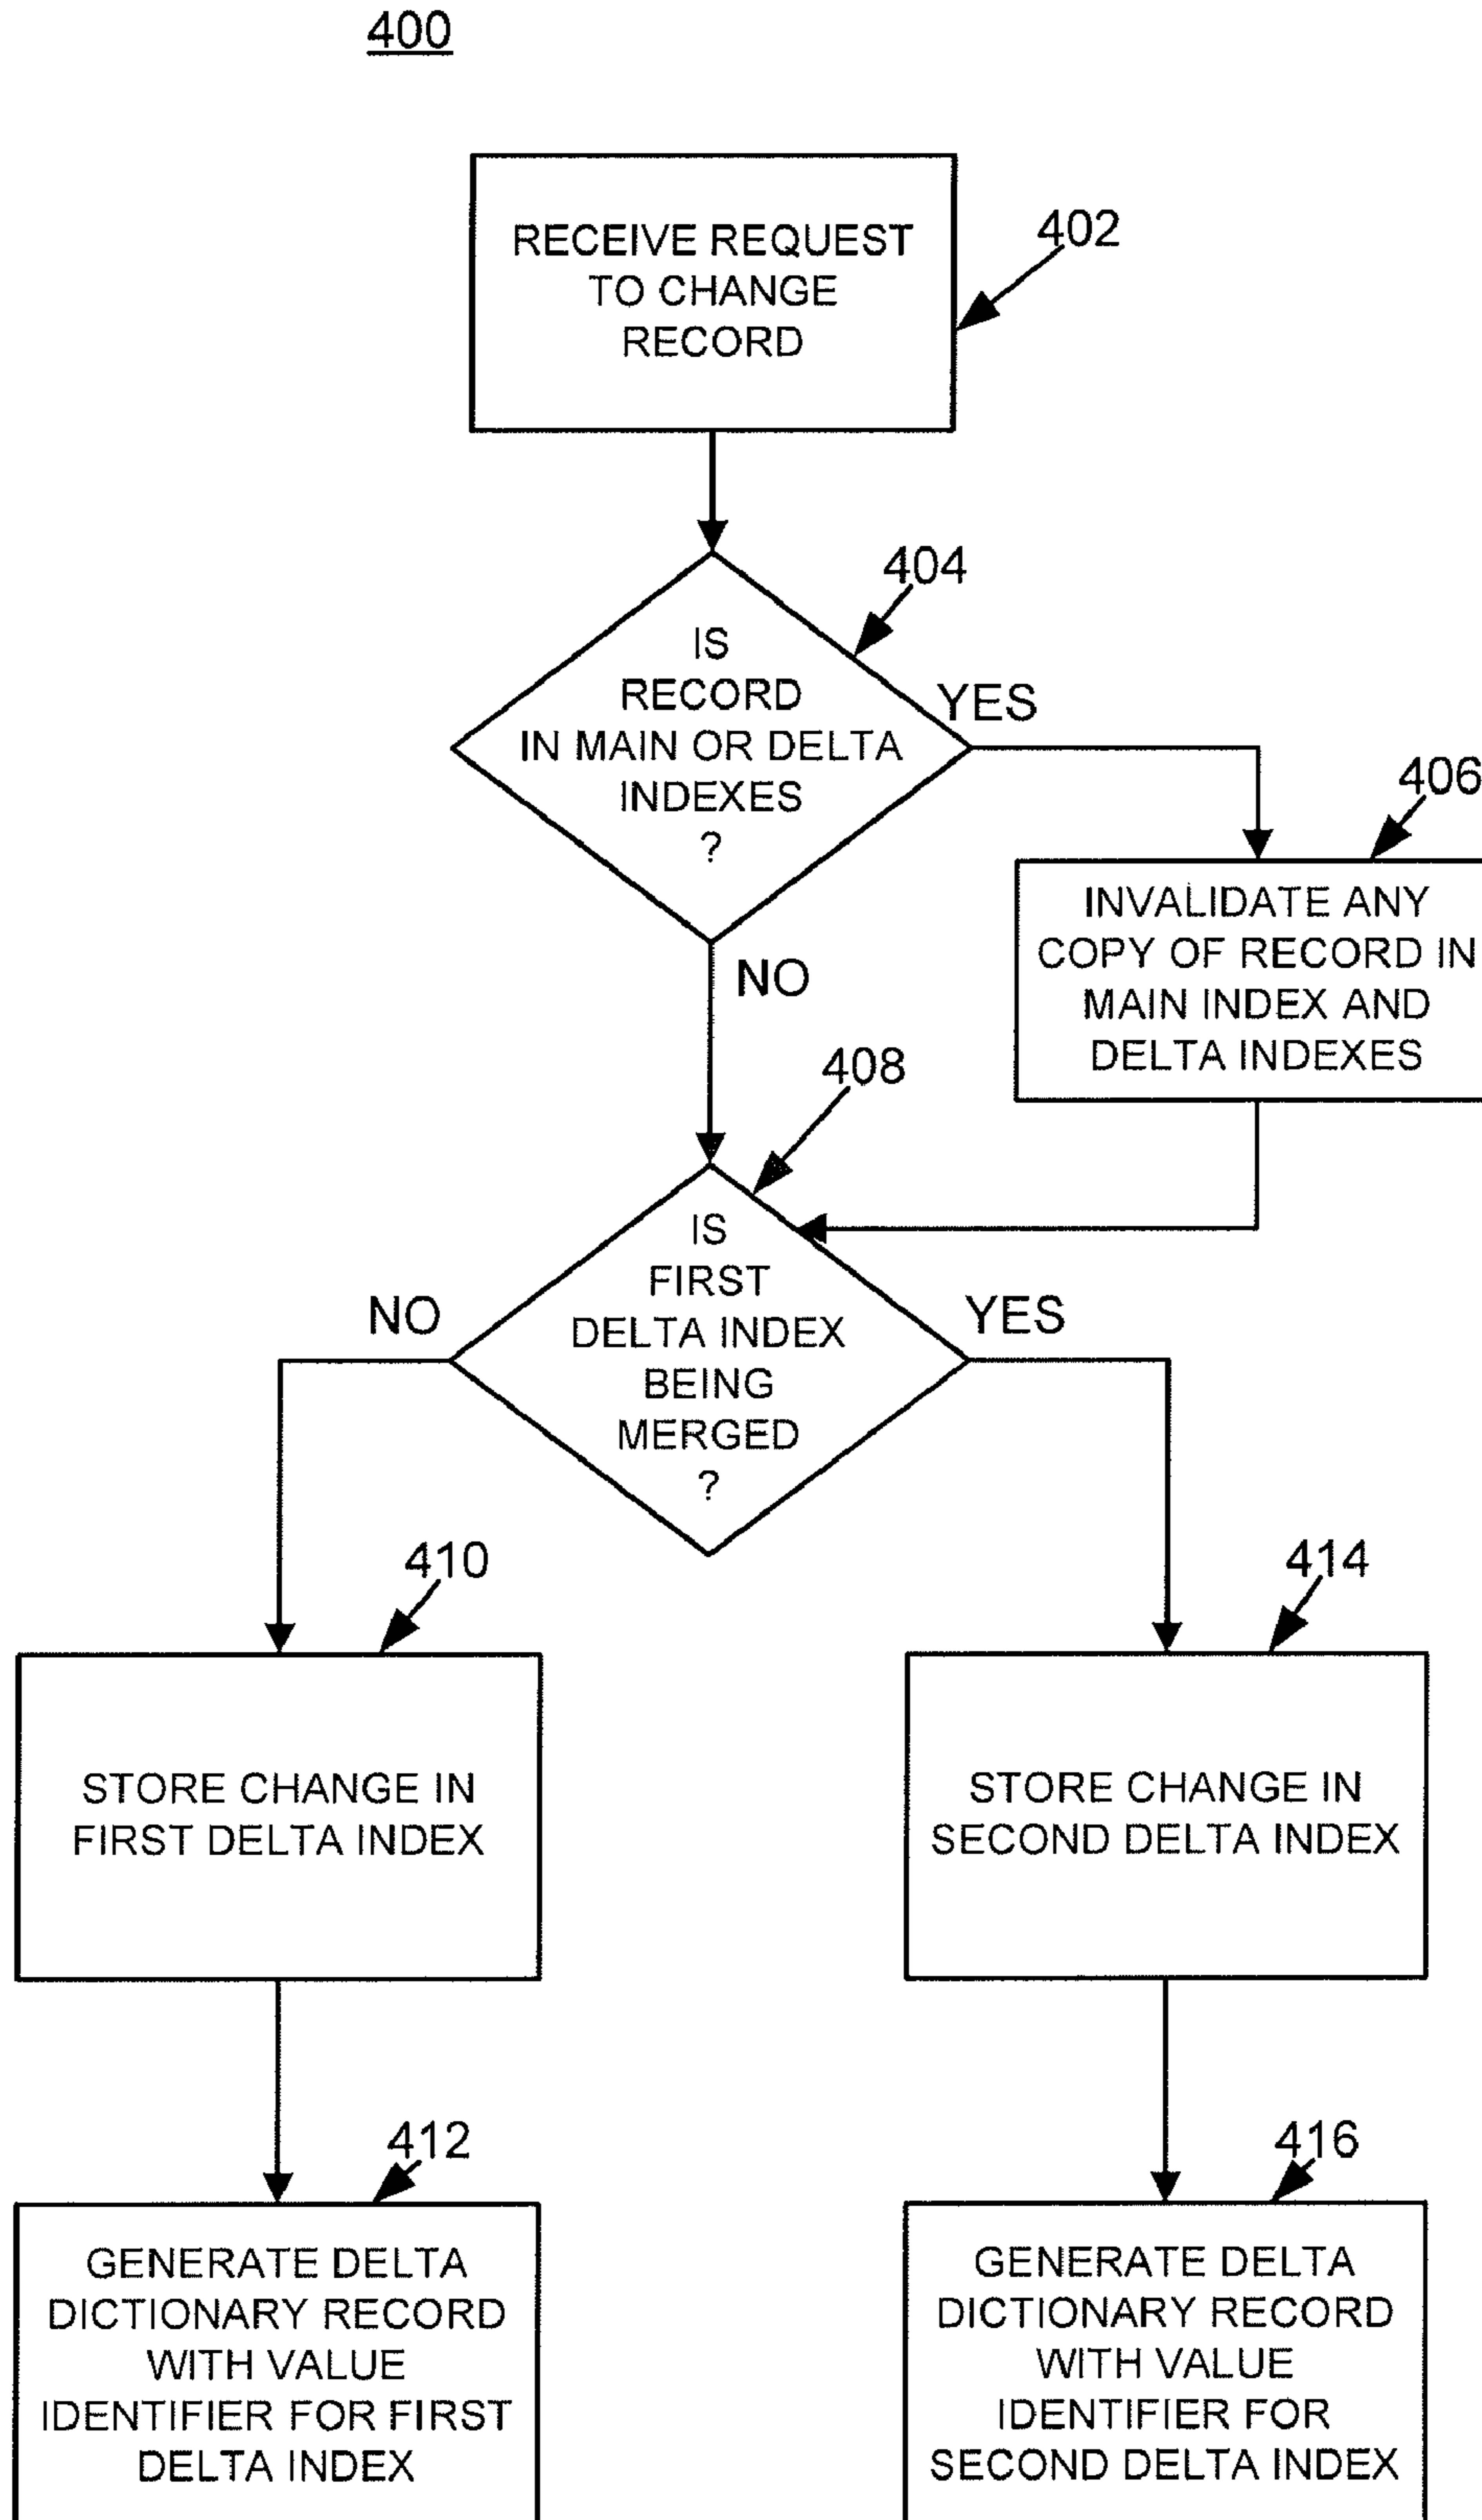 400
RECEIVE REQUEST
TO CHANGE
RECORD
402
404
IS
RECORD
IN MAIN OR DELTA
INDEXES
?
YES
NO
406
INVALIDATE ANY
COPY OF RECORD IN
MAIN INDEX AND
DELTA INDEXES
408
IS
FIRST
DELTA INDEX
BEING
MERGED
?
NO
YES
410
STORE CHANGE IN
FIRST DELTA INDEX
414
STORE CHANGE IN
SECOND DELTA INDEX
412
GENERATE DELTA
DICTIONARY RECORD
WITH VALUE
IDENTIFIER FOR FIRST
DELTA INDEX
416
GENERATE DELTA
DICTIONARY RECORD
WITH VALUE
IDENTIFIER FOR
SECOND DELTA INDEX